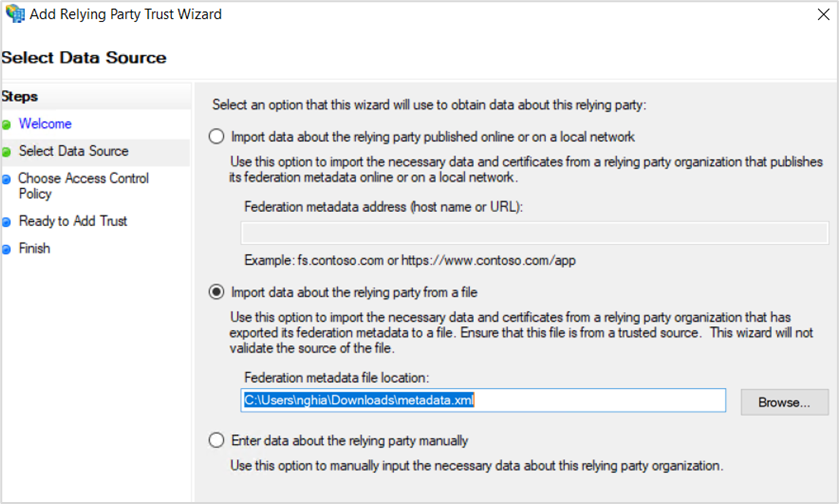 Add Relying Party Trust Wizard
Select Data Source
Steps
Welcome
Select Data Source
Choose Access Control
Policy
Ready to Add Trust
Finish
Select an option that this wizard will use to obtain data about this relying party:
Import data about the relying party published online or on a local network
Use this option to import the necessary data and certificates from a relying party organization that publishes
its federation metadata online or on a local network.
Federation metadata address (host name or URL):
Example: fs.contoso.com or https://www.contoso.com/app
Import data about the relying party from a file
Use this option to import the necessary data and certificates from a relying party organization that has
exported its federation metadata to a file. Ensure that this file is from a trusted source.  This wizard will not
validate the source of the file.
Federation metadata file location:
C:\Users\nghia\Downloads\metadata.xml
Browse...
Enter data about the relying party manually
Use this option to manually input the necessary data about this relying party organization.